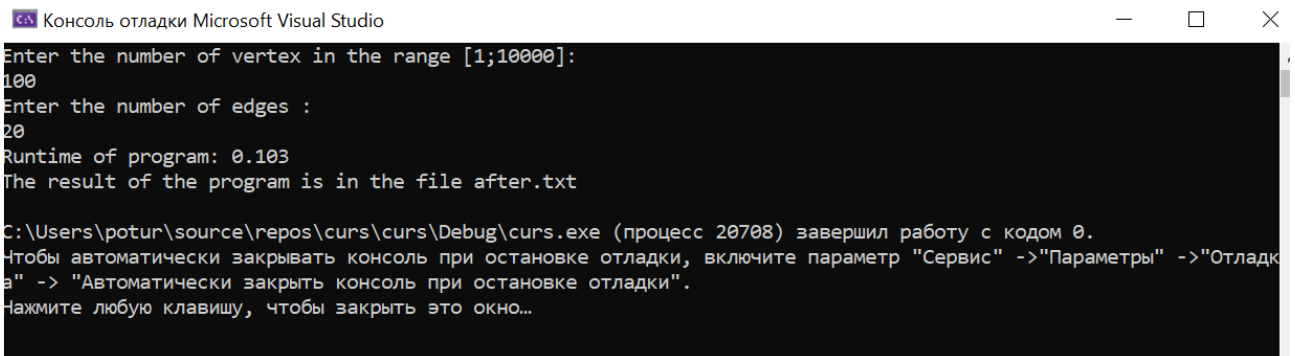 Консоль отладки Microsoft Visual Studio
Enter the number of vertex in the range [1;10000]:
100
Enter the number of edges :
20
Runtime of program: 0.103
The result of the program is in the file after.txt
C:\Users\potur\source\repos\curs\curs\Debug\curs.exe (процесс 20708) завершил работу с кодом 0.
Чтобы автоматически закрывать консоль при остановке отладки, включите параметр "Сервис" ->"Параметры" ->"Отладк
а" -> "Автоматически закрыть консоль при остановке отладки".
Нажмите любую клавишу, чтобы закрыть это окно…